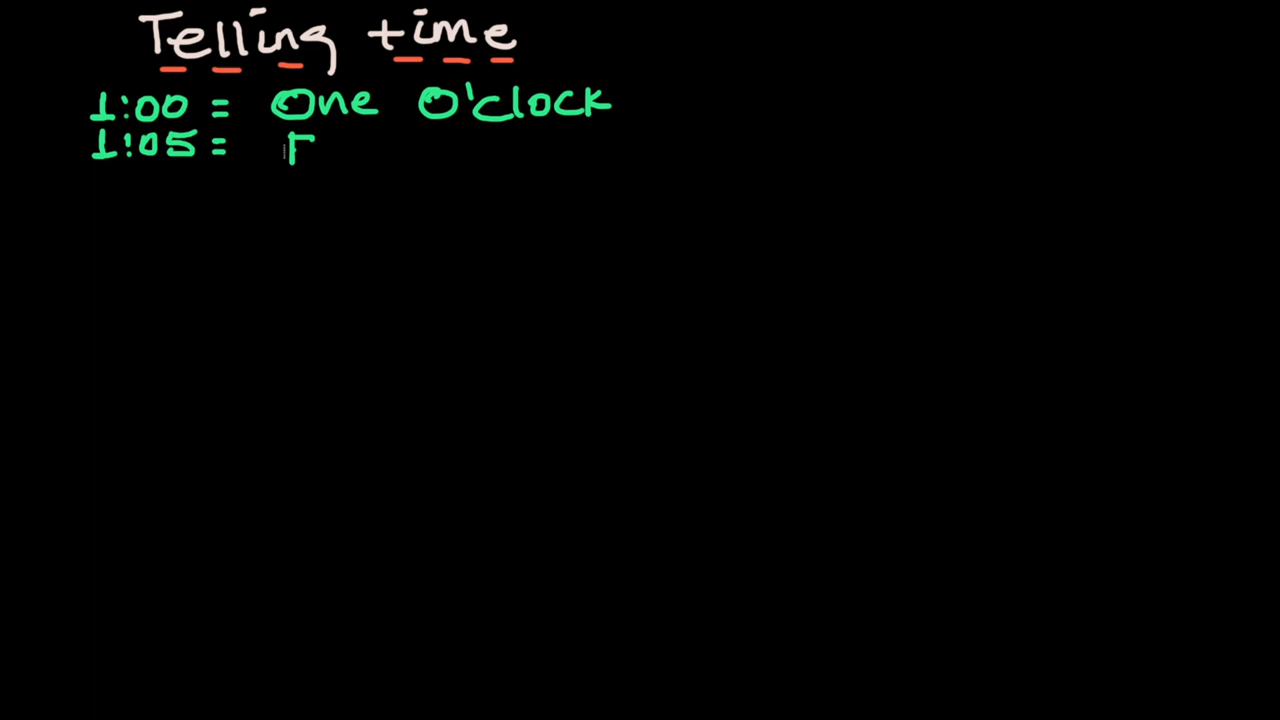 Telling time
1:00 = One O'clock
1:05 =